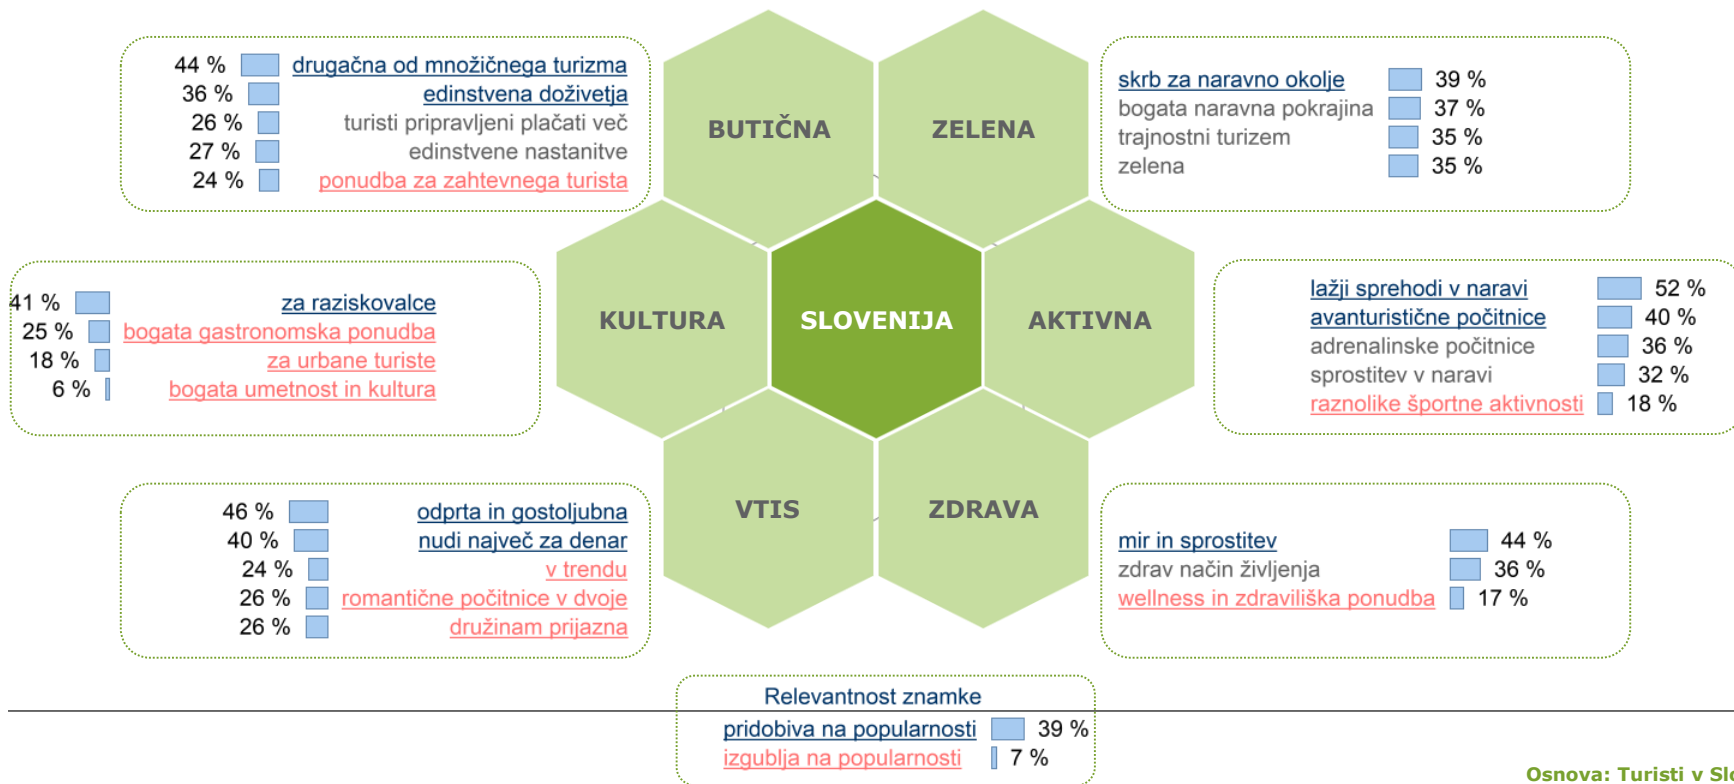 44 % drugačna od množičnega turizma
36 % edinstvena doživetja
26 % turisti pripravljeni plačati več
27 % edinstvene nastanitve
24 % ponudba za zahtevnega turista
BUTIČNA
ZELENA
skrb za naravno okolje 39 %
bogata naravna pokrajina 37 %
trajnostni turizem 35 %
zelena 35 %
41 % za raziskovalce
25 % bogata gastronomska ponudba
18 % za urbane turiste
6 % bogata umetnost in kultura
KULTURA
SLOVENIJA
AKTIVNA
lažji sprehodi v naravi 52 %
avanturistične počitnice 40 %
adrenalinske počitnice 36 %
sprostitev v naravi 32 %
raznolike športne aktivnosti 18 %
46 % odprta in gostoljubna
40 % nudi največ za denar
24 % v trendu
26 % romantične počitnice v dvoje
26 % družinam prijazna
VTIS
ZDRAVA
mir in sprostitev 44 %
zdrav način življenja 36 %
wellness in zdraviliška ponudba 17 %
Relevantnost znamke
pridobiva na popularnosti 39 %
izgublja na popularnosti 7 %
Osnova: Turisti v Slo